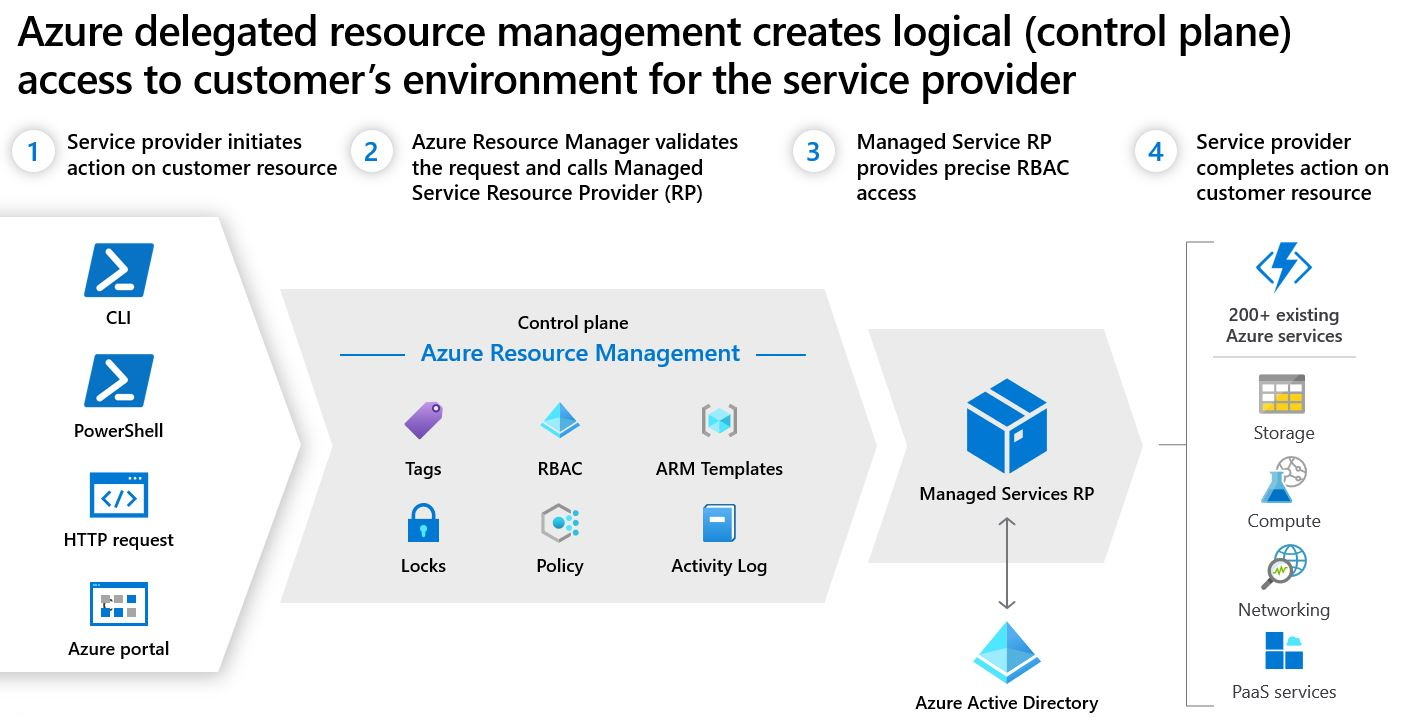 Azure delegated resource management creates logical (control plane)
access to customer’s environment for the service provider
1
Service provider initiates
action on customer resource
2
Azure Resource Manager validates
the request and calls Managed
Service Resource Provider (RP)
3
Managed Service RP
provides precise RBAC
access
4
Service provider
completes action on
customer resource
CLI
PowerShell
HTTP request
Azure portal
Control plane
Azure Resource Management
Tags
RBAC
ARM Templates
Locks
Policy
Activity Log
Managed Services RP
Azure Active Directory
200+ existing
Azure services
Storage
Compute
Networking
PaaS services